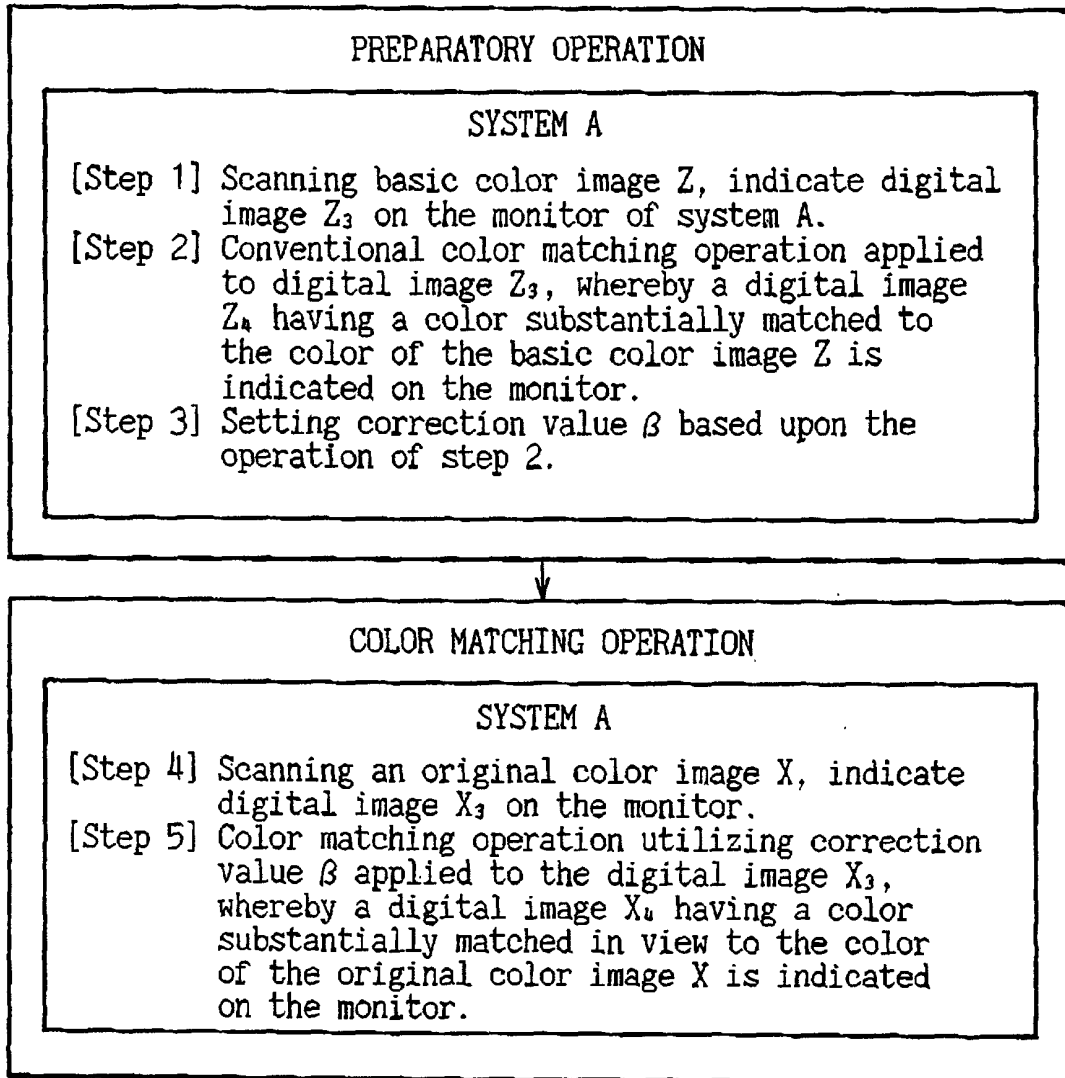 PREPARATORY OPERATION
SYSTEM A
[Step 1] Scanning basic color image Z, indicate digital
image Z₃ on the monitor of system A.
[Step 2] Conventional color matching operation applied
to digital image Z₃, whereby a digital image
Z₄ having a color substantially matched to
the color of the basic color image Z is
indicated on the monitor.
[Step 3] Setting correction value β based upon the
operation of step 2.
COLOR MATCHING OPERATION
SYSTEM A
[Step 4] Scanning an original color image X, indicate
digital image X₃ on the monitor.
[Step 5] Color matching operation utilizing correction
value β applied to the digital image X₃,
whereby a digital image X₄ having a color
substantially matched in view to the color
of the original color image X is indicated
on the monitor.